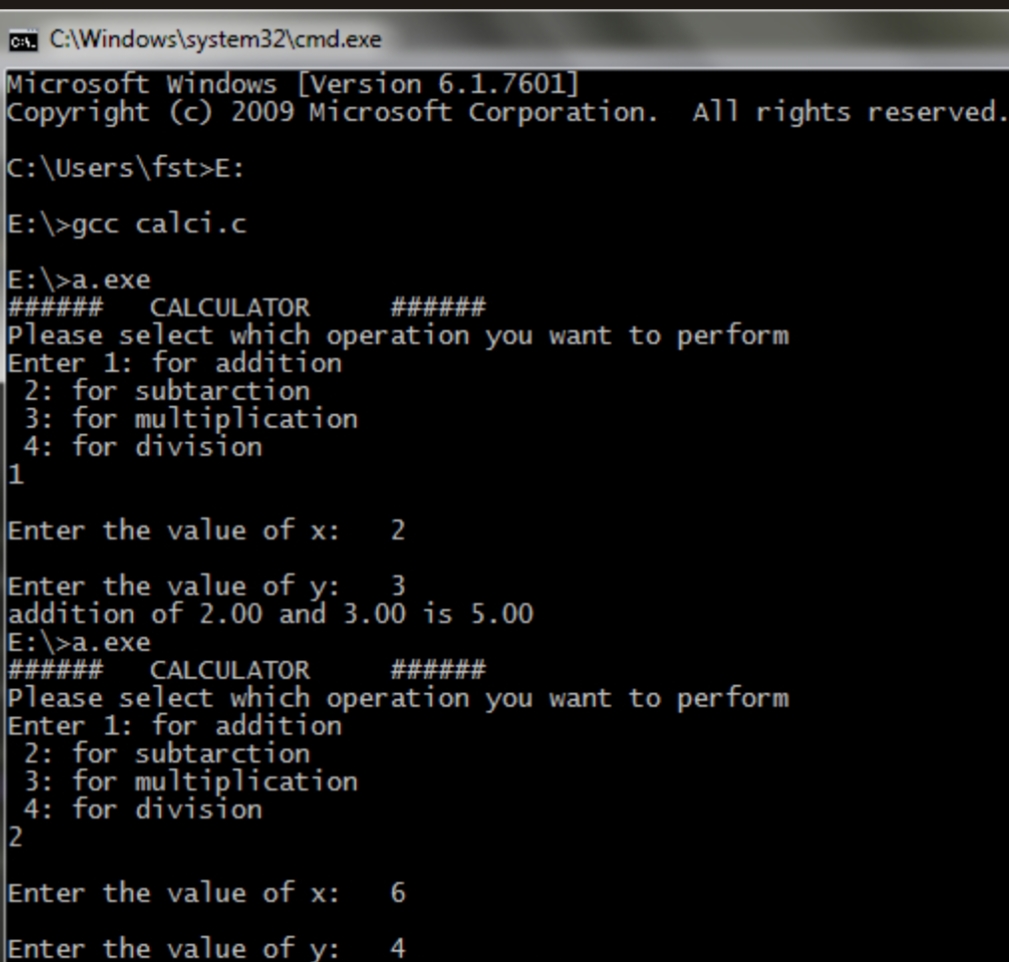 C:\Windows\system32\cmd.exe
Microsoft Windows [Version 6.1.7601]
Copyright (c) 2009 Microsoft Corporation.  All rights reserved.
C:\Users\fst>E:
E:\>gcc calci.c
E:\>a.exe
######   CALCULATOR     ######
Please select which operation you want to perform
Enter 1: for addition
 2: for subtarction
 3: for multiplication
 4: for division
1
Enter the value of x:   2
Enter the value of y:   3
addition of 2.00 and 3.00 is 5.00
E:\>a.exe
######   CALCULATOR     ######
Please select which operation you want to perform
Enter 1: for addition
 2: for subtarction
 3: for multiplication
 4: for division
2
Enter the value of x:   6
Enter the value of y:   4